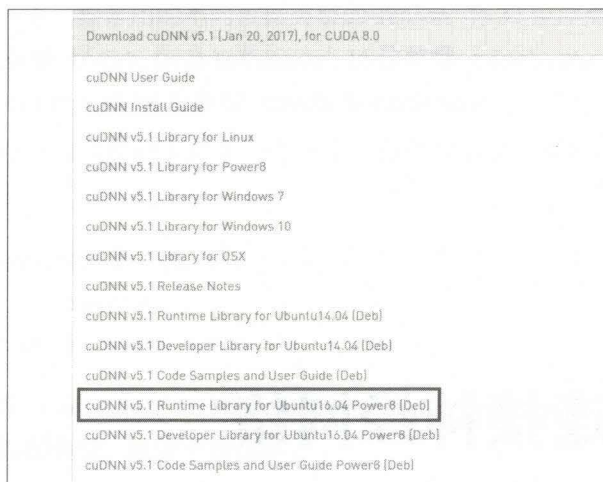 Download cuDNN v5.1 (Jan 20, 2017), for CUDA 8.0
cuDNN User Guide
cuDNN Install Guide
cuDNN v5.1 Library for Linux
cuDNN v5.1 Library for Power8
cuDNN v5.1 Library for Windows 7
cuDNN v5.1 Library for Windows 10
cuDNN v5.1 Library for OSX
cuDNN v5.1 Release Notes
cuDNN v5.1 Runtime Library for Ubuntu14.04 (Deb)
cuDNN v5.1 Developer Library for Ubuntu14.04 (Deb)
cuDNN v5.1 Code Samples and User Guide (Deb)
cuDNN v5.1 Runtime Library for Ubuntu16.04 Power8 (Deb)
cuDNN v5.1 Developer Library for Ubuntu16.04 Power8 (Deb)
cuDNN v5.1 Code Samples and User Guide Power8 (Deb)